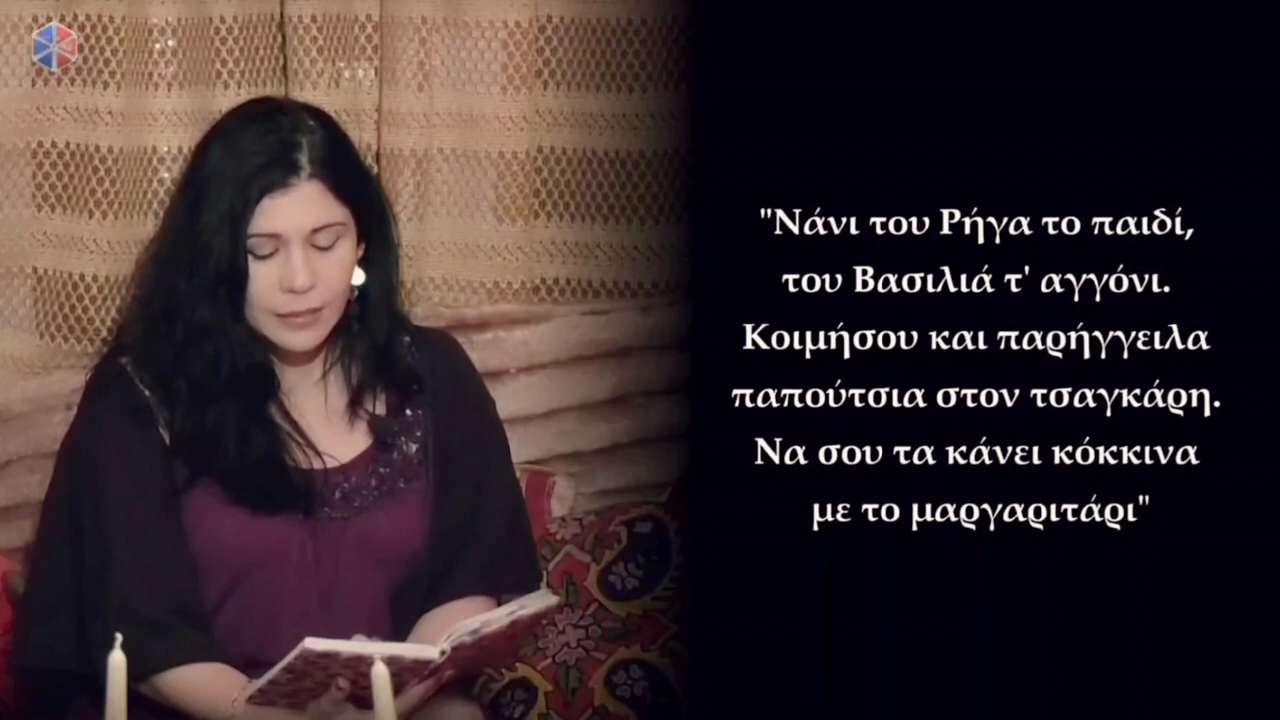 "Νάνι του Ρήγα το παιδί,
του Βασιλιά τ' αγγόνι.
Κοιμήσου και παρήγγειλα
παπούτσια στον τσαγκάρη.
Να σου τα κάνει κόκκινα
με το μαργαριτάρι"